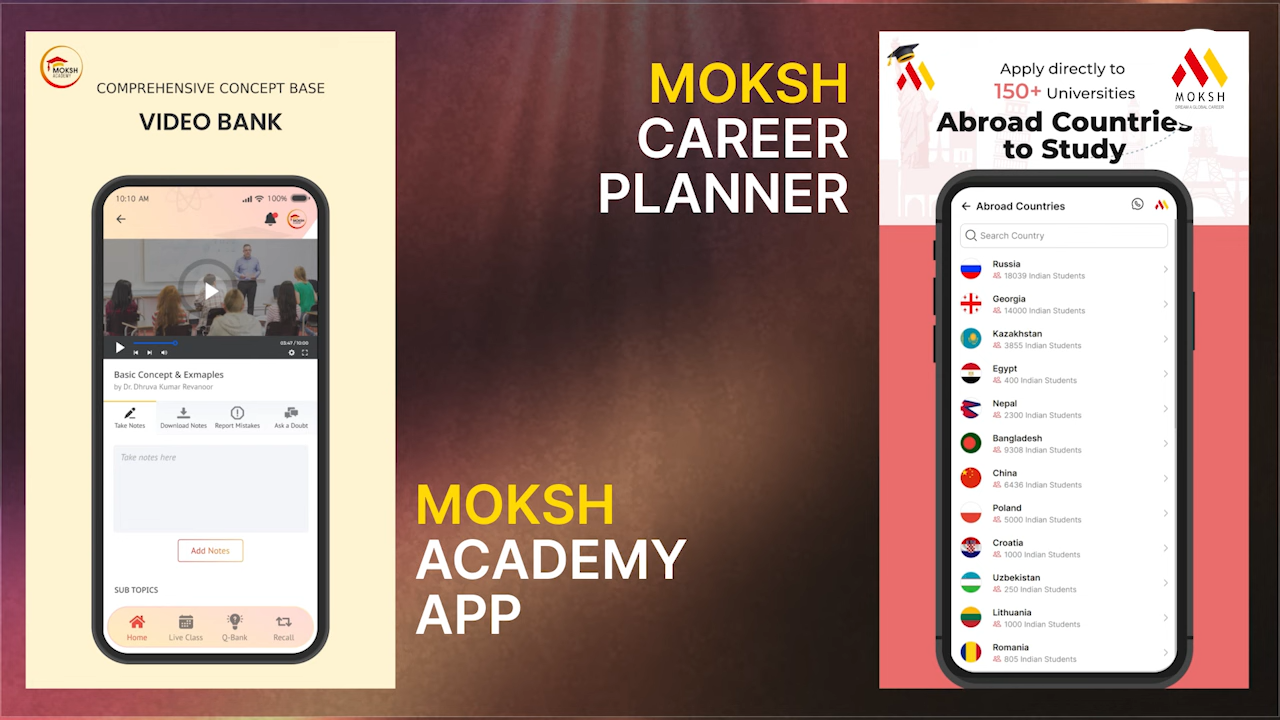 MOKSH
ACADEMY
COMPREHENSIVE CONCEPT BASE
VIDEO BANK
10:10 AM
100%
MOKSH
03:47 / 10:00
Basic Concept & Exmaples
by Dr. Dhruva Kumar Revanoor
Take Notes
Download Notes
Report Mistakes
Ask a Doubt
Take notes here
Add Notes
SUB TOPICS
Home
Live Class
Q-Bank
Recall
MOKSH
CAREER
PLANNER
MOKSH
ACADEMY
APP
Apply directly to
150+ Universities
Abroad Countries
to Study
MOKSH
DREAM A GLOBAL CAREER
Abroad Countries
Search Country
Russia
18039 Indian Students
Georgia
14000 Indian Students
Kazakhstan
3855 Indian Students
Egypt
400 Indian Students
Nepal
2300 Indian Students
Bangladesh
9308 Indian Students
China
6436 Indian Students
Poland
5000 Indian Students
Croatia
1000 Indian Students
Uzbekistan
250 Indian Students
Lithuania
1000 Indian Students
Romania
805 Indian Students